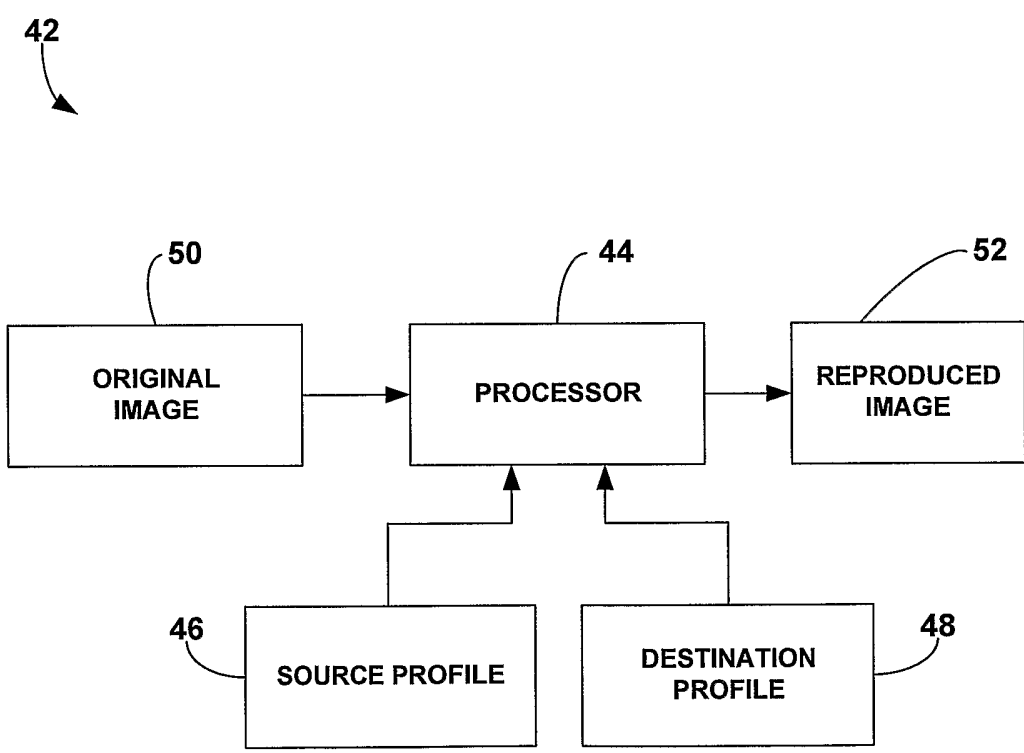 42
50
44
52
ORIGINAL
IMAGE
PROCESSOR
REPRODUCED
IMAGE
46
SOURCE PROFILE
DESTINATION
PROFILE
48